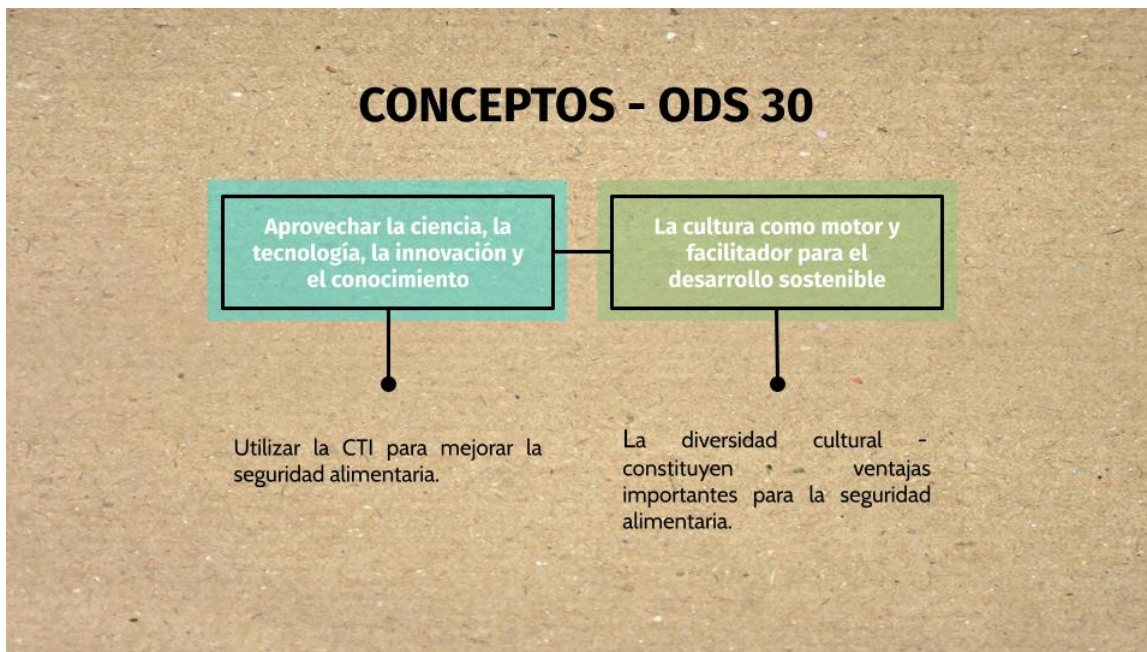 CONCEPTOS - ODS 30
Aprovechar la ciencia, la
tecnología, la innovación y
el conocimiento
La cultura como motor y
facilitador para el
desarrollo sostenible
Utilizar la CTI para mejorar la
seguridad alimentaria.
La diversidad cultural -
constituyen ventajas
importantes para la seguridad
alimentaria.